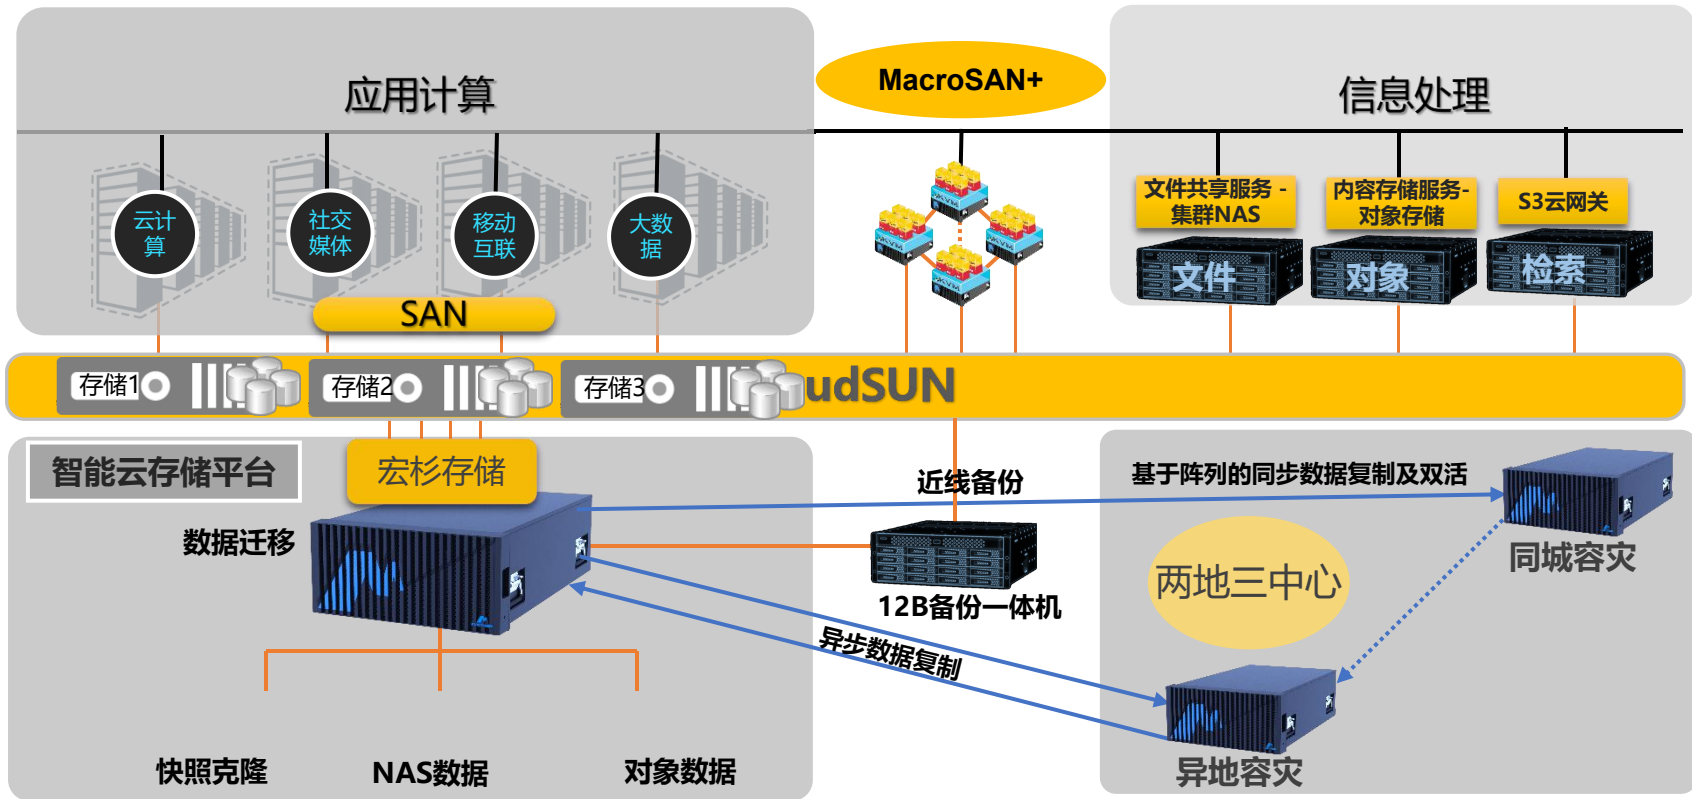 应用计算
MacroSAN+
信息处理
云计
算
社交
媒体
移动
互联
大数
据
文件共享服务 -
集群NAS
内容存储服务-
对象存储
S3云网关
文件
对象
检索
SAN
存储1
存储2
存储3
udSUN
智能云存储平台
宏杉存储
近线备份
基于阵列的同步数据复制及双活
数据迁移
同城容灾
两地三中心
12B备份一体机
异步数据复制
快照克隆
NAS数据
对象数据
异地容灾